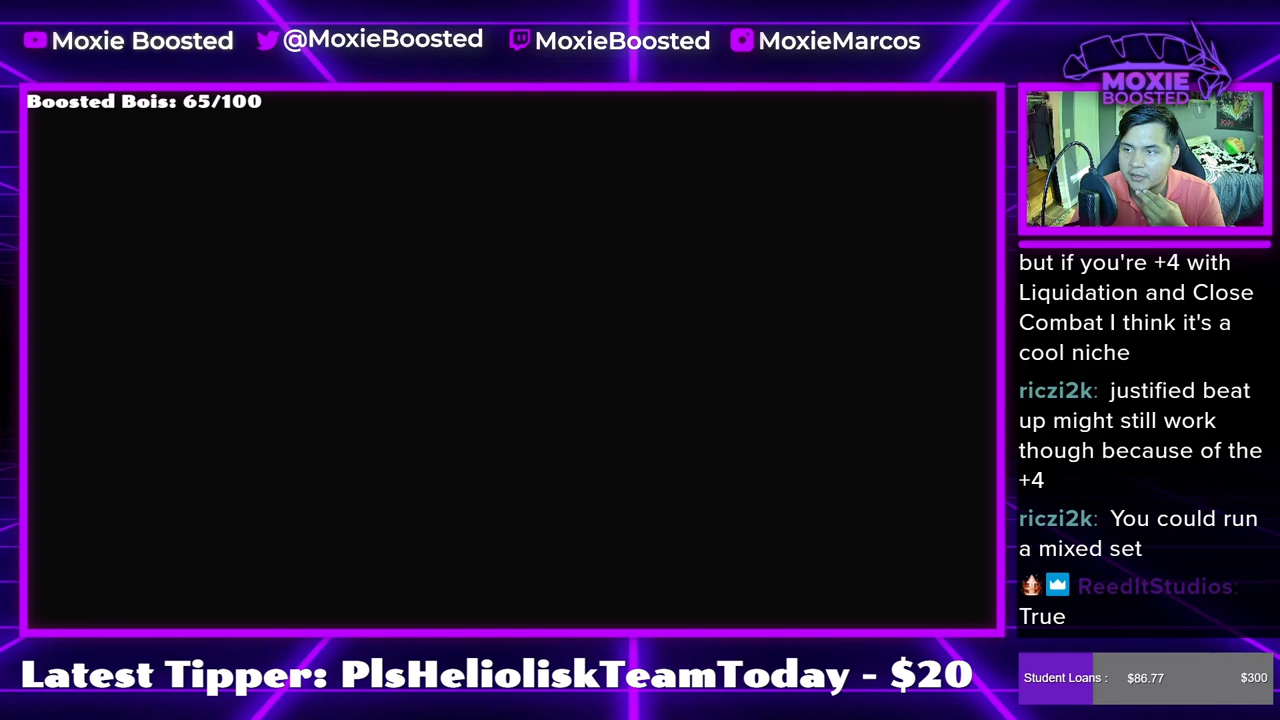 Moxie Boosted @MoxieBoosted MoxieBoosted MoxieMarcos
MOXIE
BOOSTED
Boosted Bois: 65/100
but if you're +4 with
Liquidation and Close
Combat I think it's a
cool niche
riczi2k: justified beat
up might still work
though because of the
+4
riczi2k: You could run
a mixed set
ReedItStudios:
True
Latest Tipper: PlsHelioliskTeamToday - $20
Student Loans : $86.77 $300